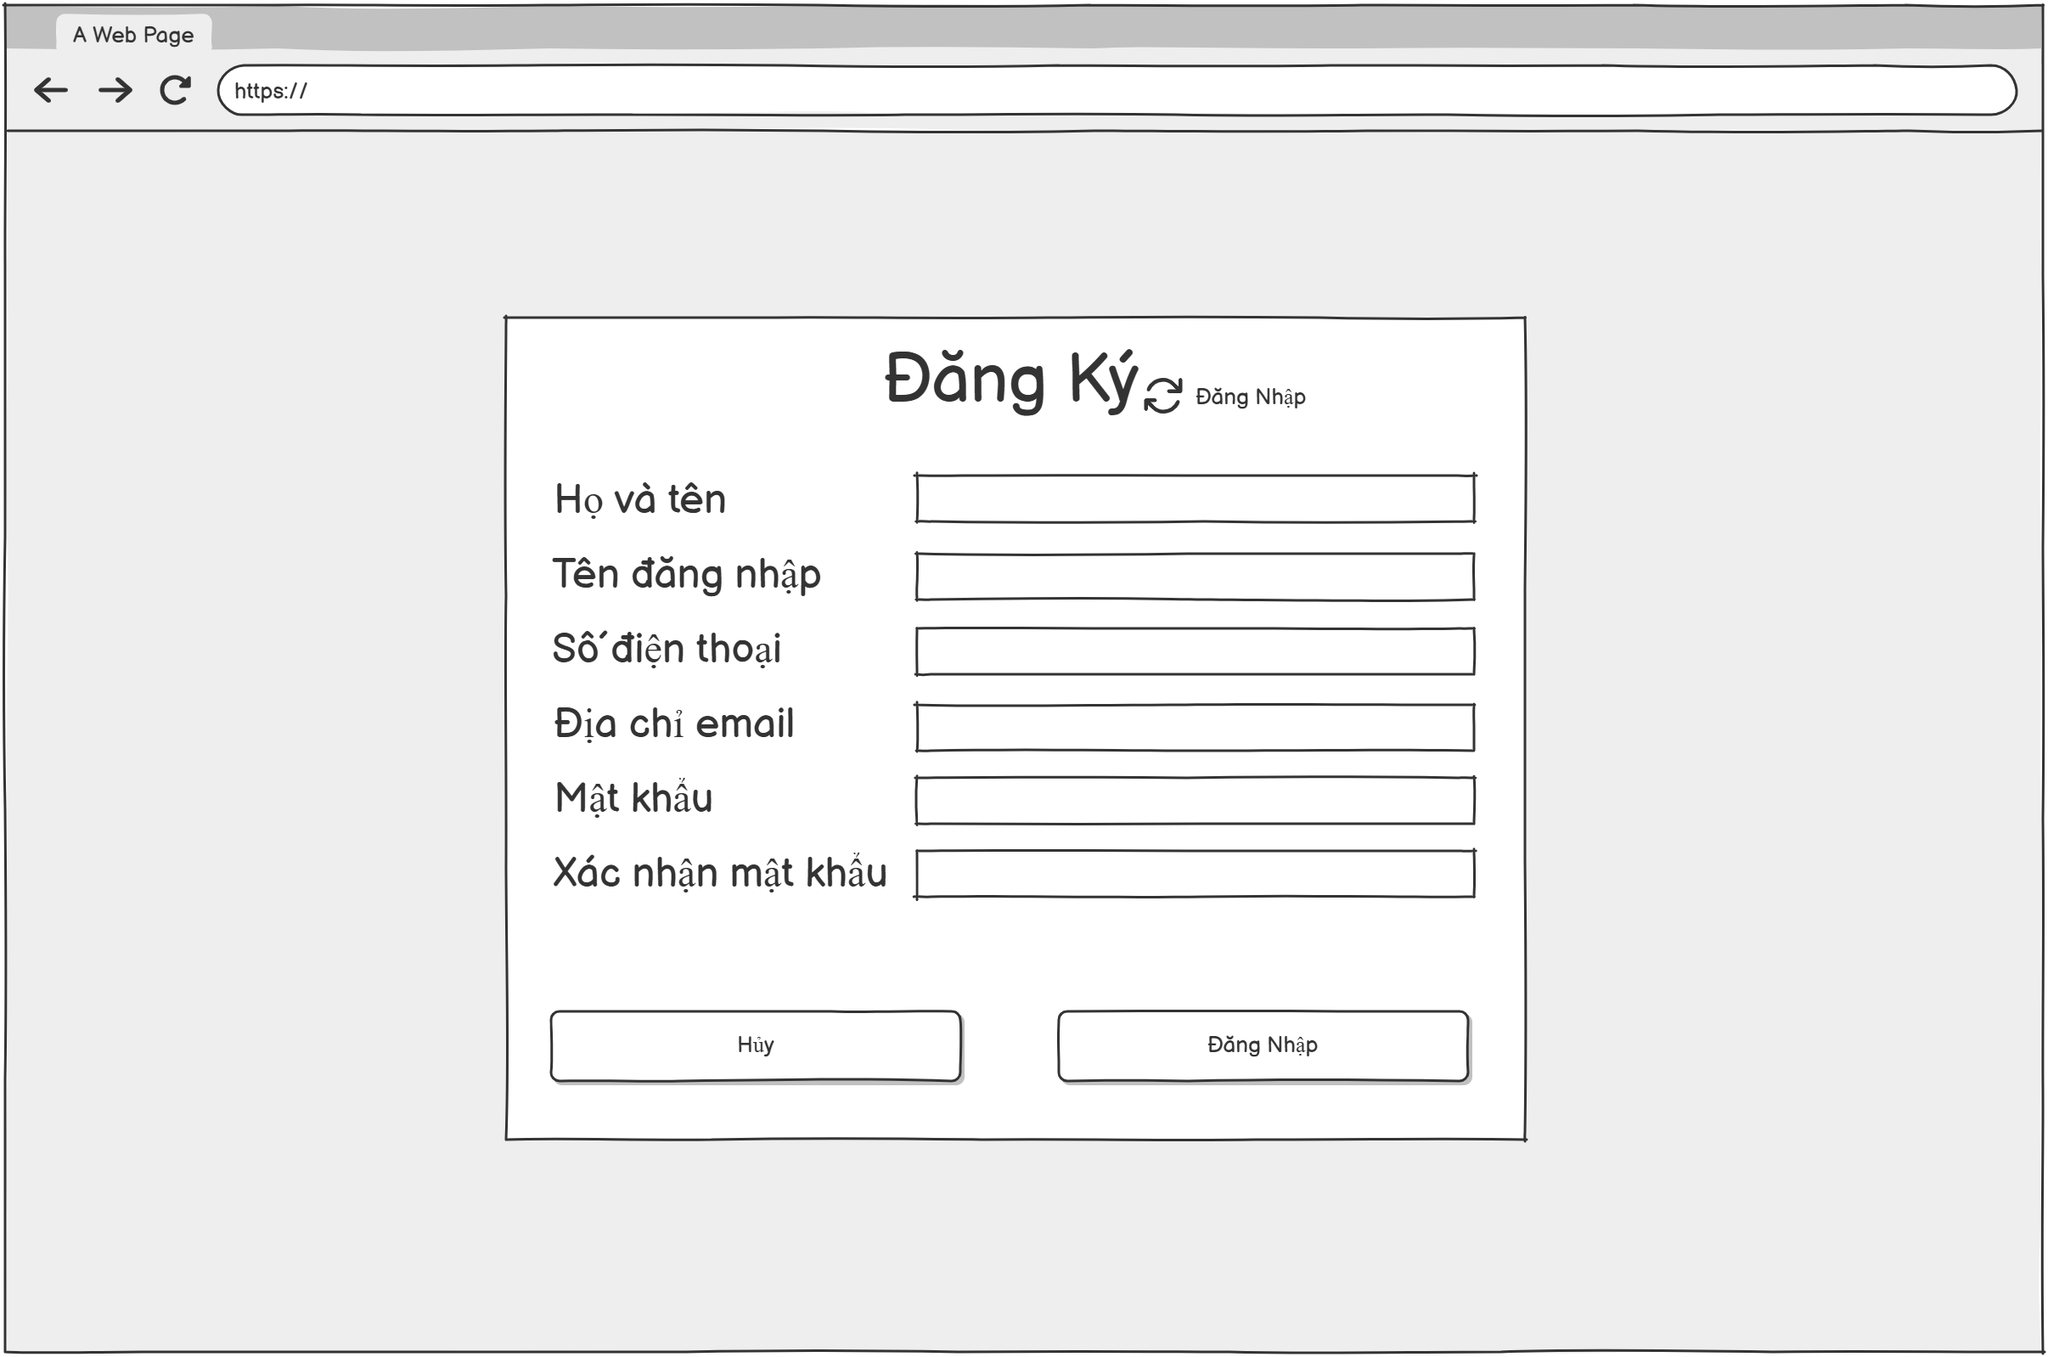 A Web Page
https://
Đăng Ký Đăng Nhập
Họ và tên
Tên đăng nhập
Số điện thoại
Địa chỉ email
Mật khẩu
Xác nhận mật khẩu
Hủy Đăng Nhập